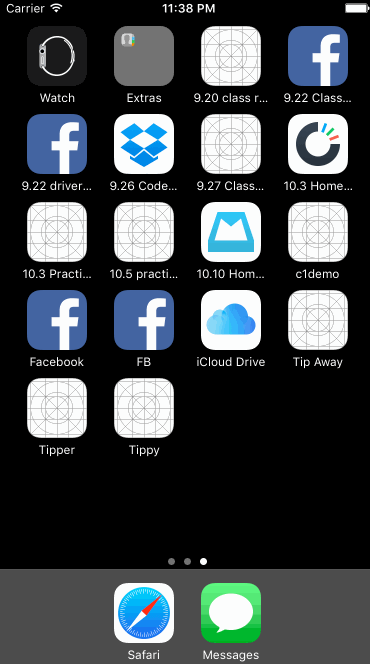 Carrier 11:38 PM
Watch Extras 9.20 class r... 9.22 Class...
9.22 driver... 9.26 Code... 9.27 Class... 10.3 Home...
10.3 Practi... 10.5 practi... 10.10 Hom... c1demo
Facebook FB iCloud Drive Tip Away
Tipper Tippy
Safari Messages